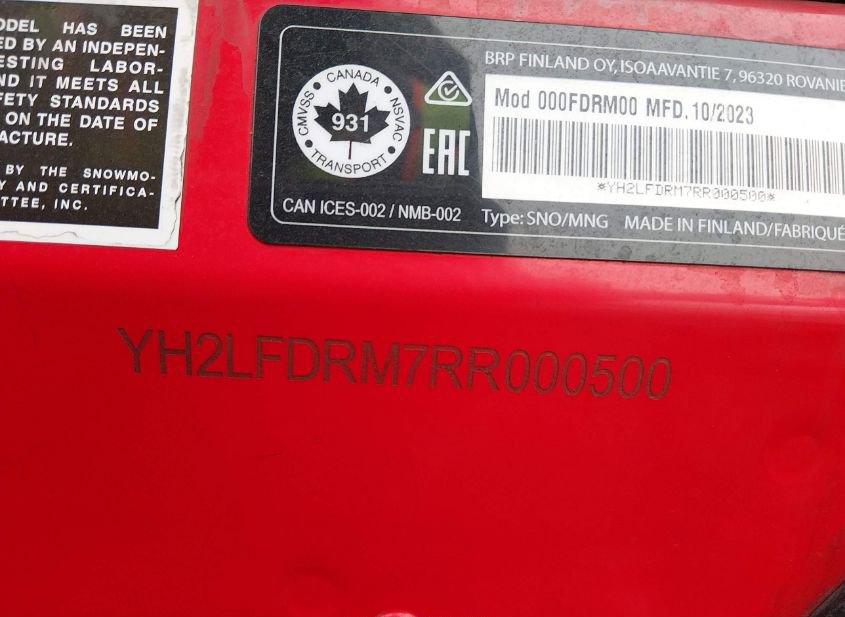 ODEL HAS BEEN
ED BY AN INDEPEN-
ESTING LABOR-
ND IT MEETS ALL
FETY STANDARDS
ON THE DATE OF
ACTURE.
BY THE SNOWMO-
Y AND CERTIFICA-
TTEE, INC.
CANADA
CMVSS
NSVAC
931
TRANSPORT
EAC
CAN ICES-002 / NMB-002
BRP FINLAND OY, ISOAAVANTIE 7, 96320 ROVANIE
Mod 000FDRM00 MFD.10/2023
*YH2LFDRM7RR000500*
Type: SNO/MNG MADE IN FINLAND/FABRIQUÉ
YH2LFDRM7RR000500